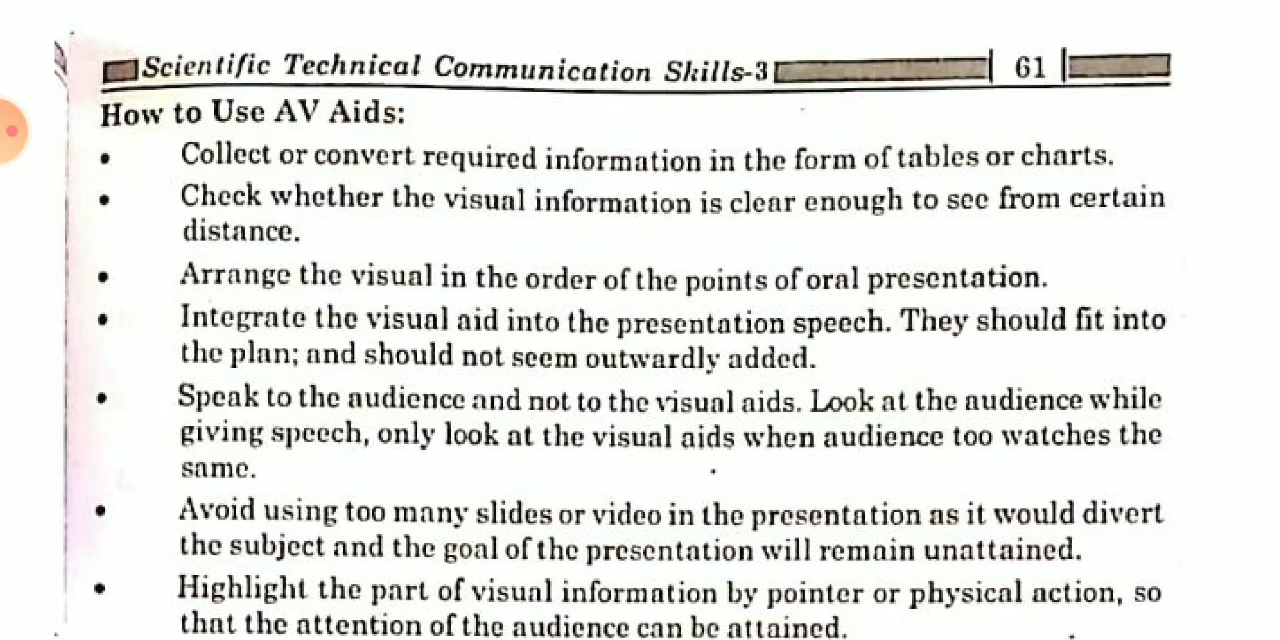 Scientific Technical Communication Skills-3 61
How to Use AV Aids:
• Collect or convert required information in the form of tables or charts.
• Check whether the visual information is clear enough to see from certain
distance.
• Arrange the visual in the order of the points of oral presentation.
• Integrate the visual aid into the presentation speech. They should fit into
the plan; and should not seem outwardly added.
• Speak to the audience and not to the visual aids. Look at the audience while
giving speech, only look at the visual aids when audience too watches the
same.
• Avoid using too many slides or video in the presentation as it would divert
the subject and the goal of the presentation will remain unattained.
• Highlight the part of visual information by pointer or physical action, so
that the attention of the audience can be attained.